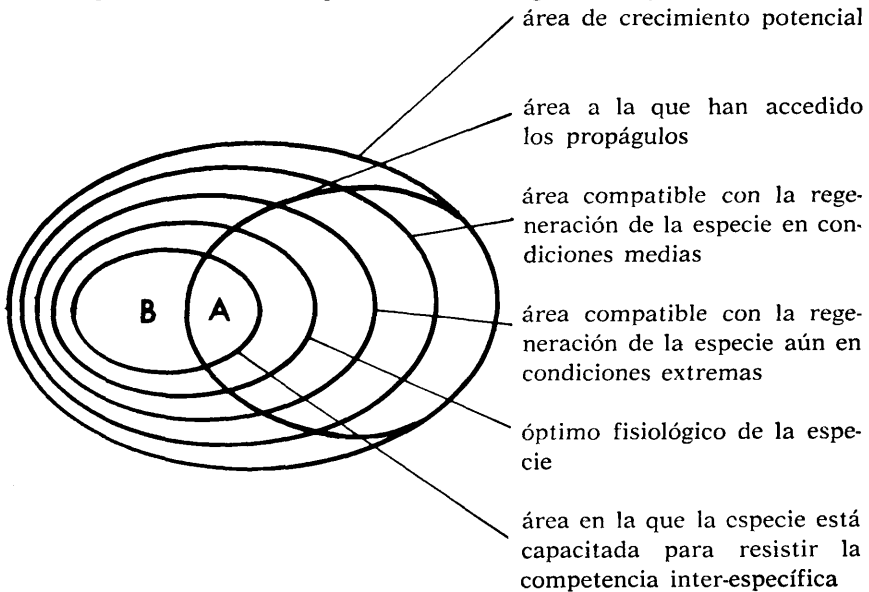 área de crecimiento potencial
área a la que han accedido
los propágulos
área compatible con la rege-
neración de la especie en con-
diciones medias
B A
área compatible con la rege-
neración de la especie aún en
condiciones extremas
óptimo fisiológico de la espe-
cie
área en la que la cspecie está
capacitada para resistir la
competencia inter-específica